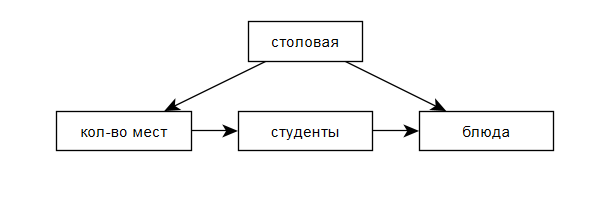 столовая
кол-во мест
студенты
блюда